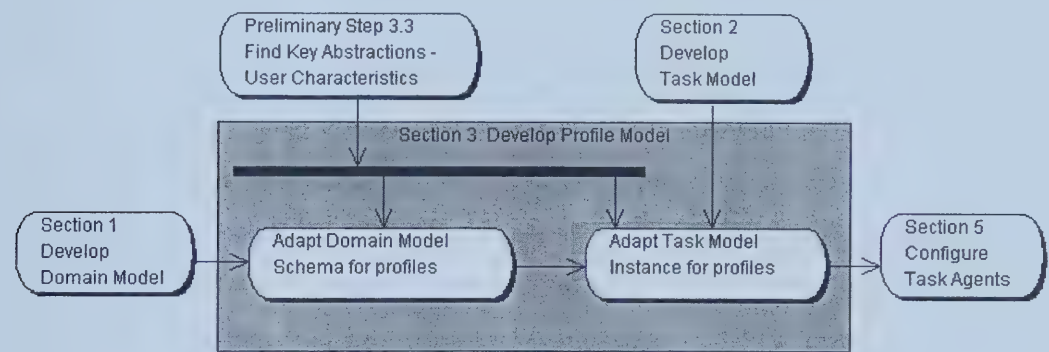 Preliminary Step 3.3
Find Key Abstractions -
User Characteristics
Section 2
Develop
Task Model
Section 3. Develop Profile Model
Section 1
Develop
Domain Model
Adapt Domain Model
Schema for profiles
Adapt Task Model
Instance for profiles
Section 5
Configure
Task Agents